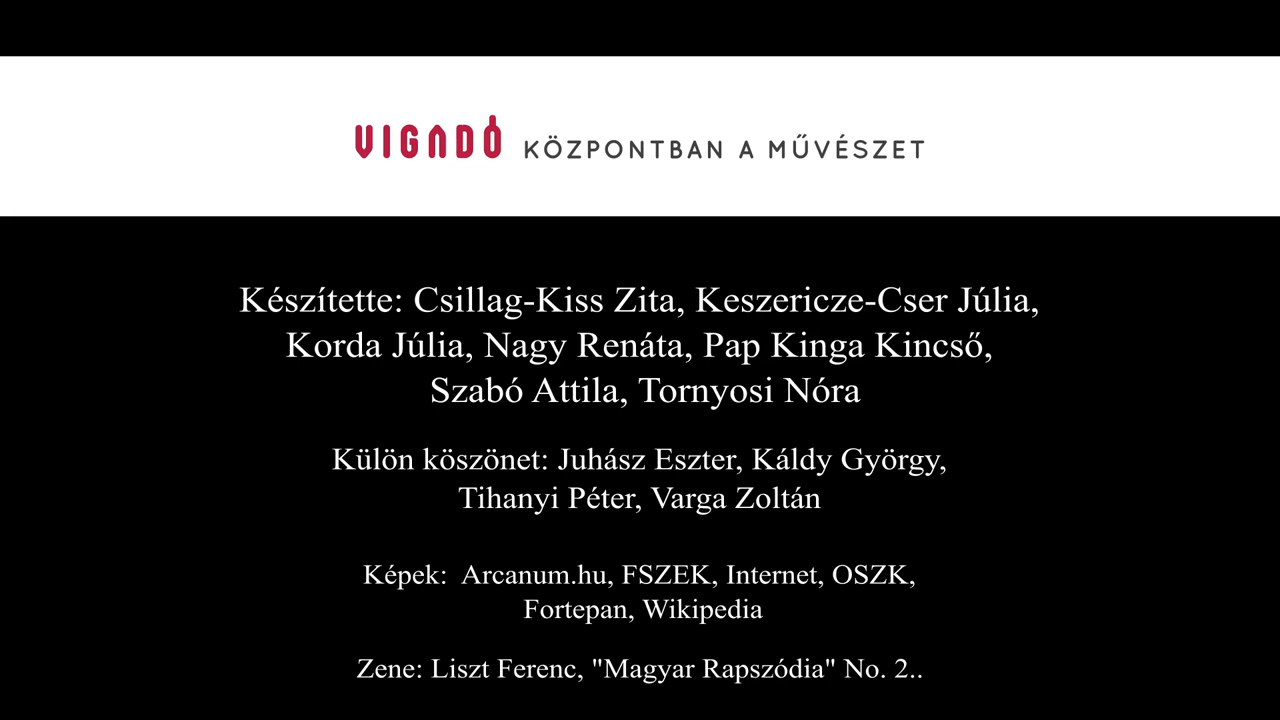 VIGADÓ KÖZPONTBAN A MŰVÉSZET
Készítette: Csillag-Kiss Zita, Keszericze-Cser Júlia,
Korda Júlia, Nagy Renáta, Pap Kinga Kincső,
Szabó Attila, Tornyosi Nóra
Külön köszönet: Juhász Eszter, Káldy György,
Tihanyi Péter, Varga Zoltán
Képek:  Arcanum.hu, FSZEK, Internet, OSZK,
Fortepan, Wikipedia
Zene: Liszt Ferenc, "Magyar Rapszódia" No. 2..